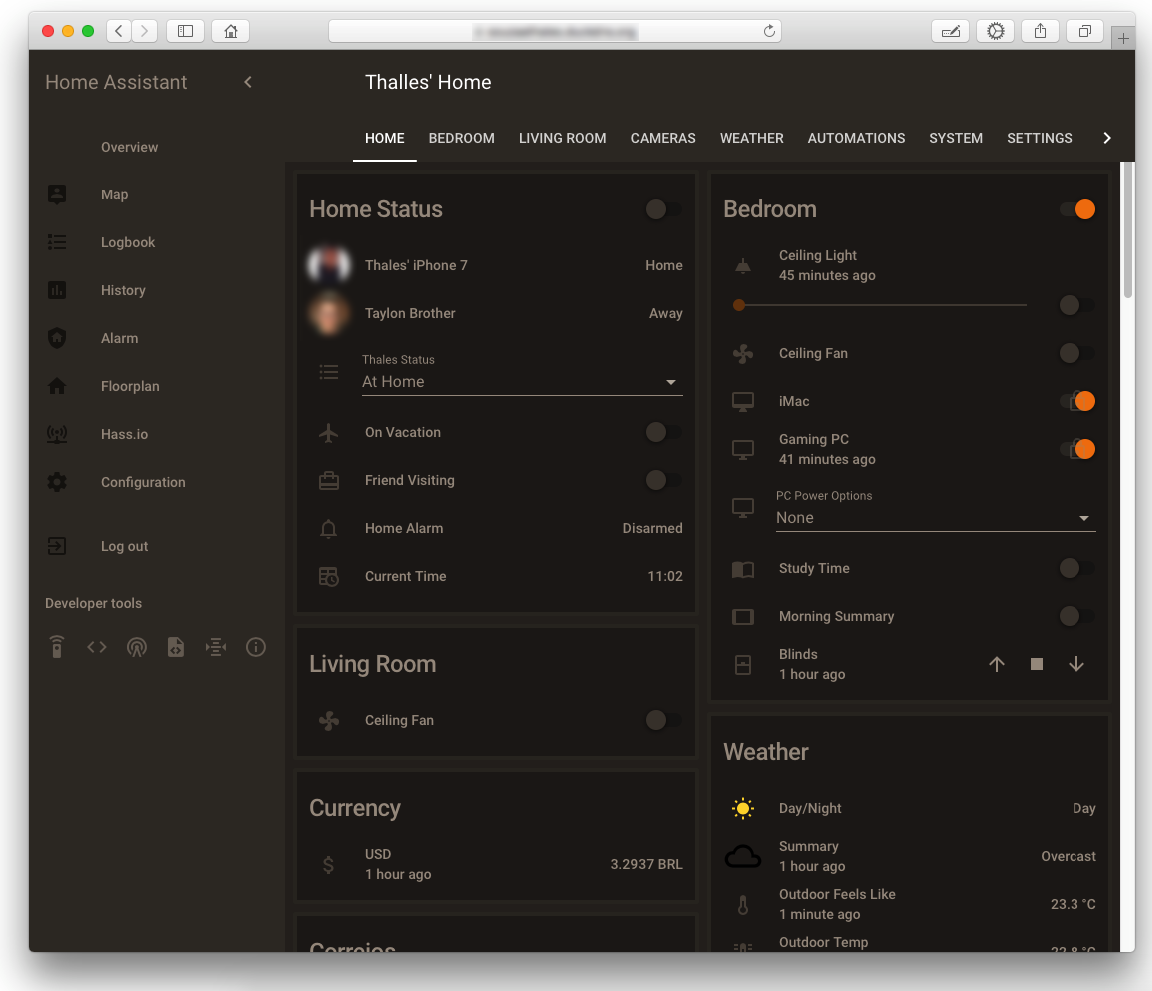 Home Assistant
Thalles' Home
HOME BEDROOM LIVING ROOM CAMERAS WEATHER AUTOMATIONS SYSTEM SETTINGS
Overview
Map
Logbook
History
Alarm
Floorplan
Hass.io
Configuration
Log out
Developer tools
Home Status
Thales' iPhone 7 Home
Taylon Brother Away
Thales Status
At Home
On Vacation
Friend Visiting
Home Alarm Disarmed
Current Time 11:02
Living Room
Ceiling Fan
Currency
USD
1 hour ago
3.2937 BRL
Correios
Bedroom
Ceiling Light
45 minutes ago
Ceiling Fan
iMac
Gaming PC
41 minutes ago
PC Power Options
None
Study Time
Morning Summary
Blinds
1 hour ago
Weather
Day/Night Day
Summary
1 hour ago
Overcast
Outdoor Feels Like
1 minute ago
23.3 °C
Outdoor Temp